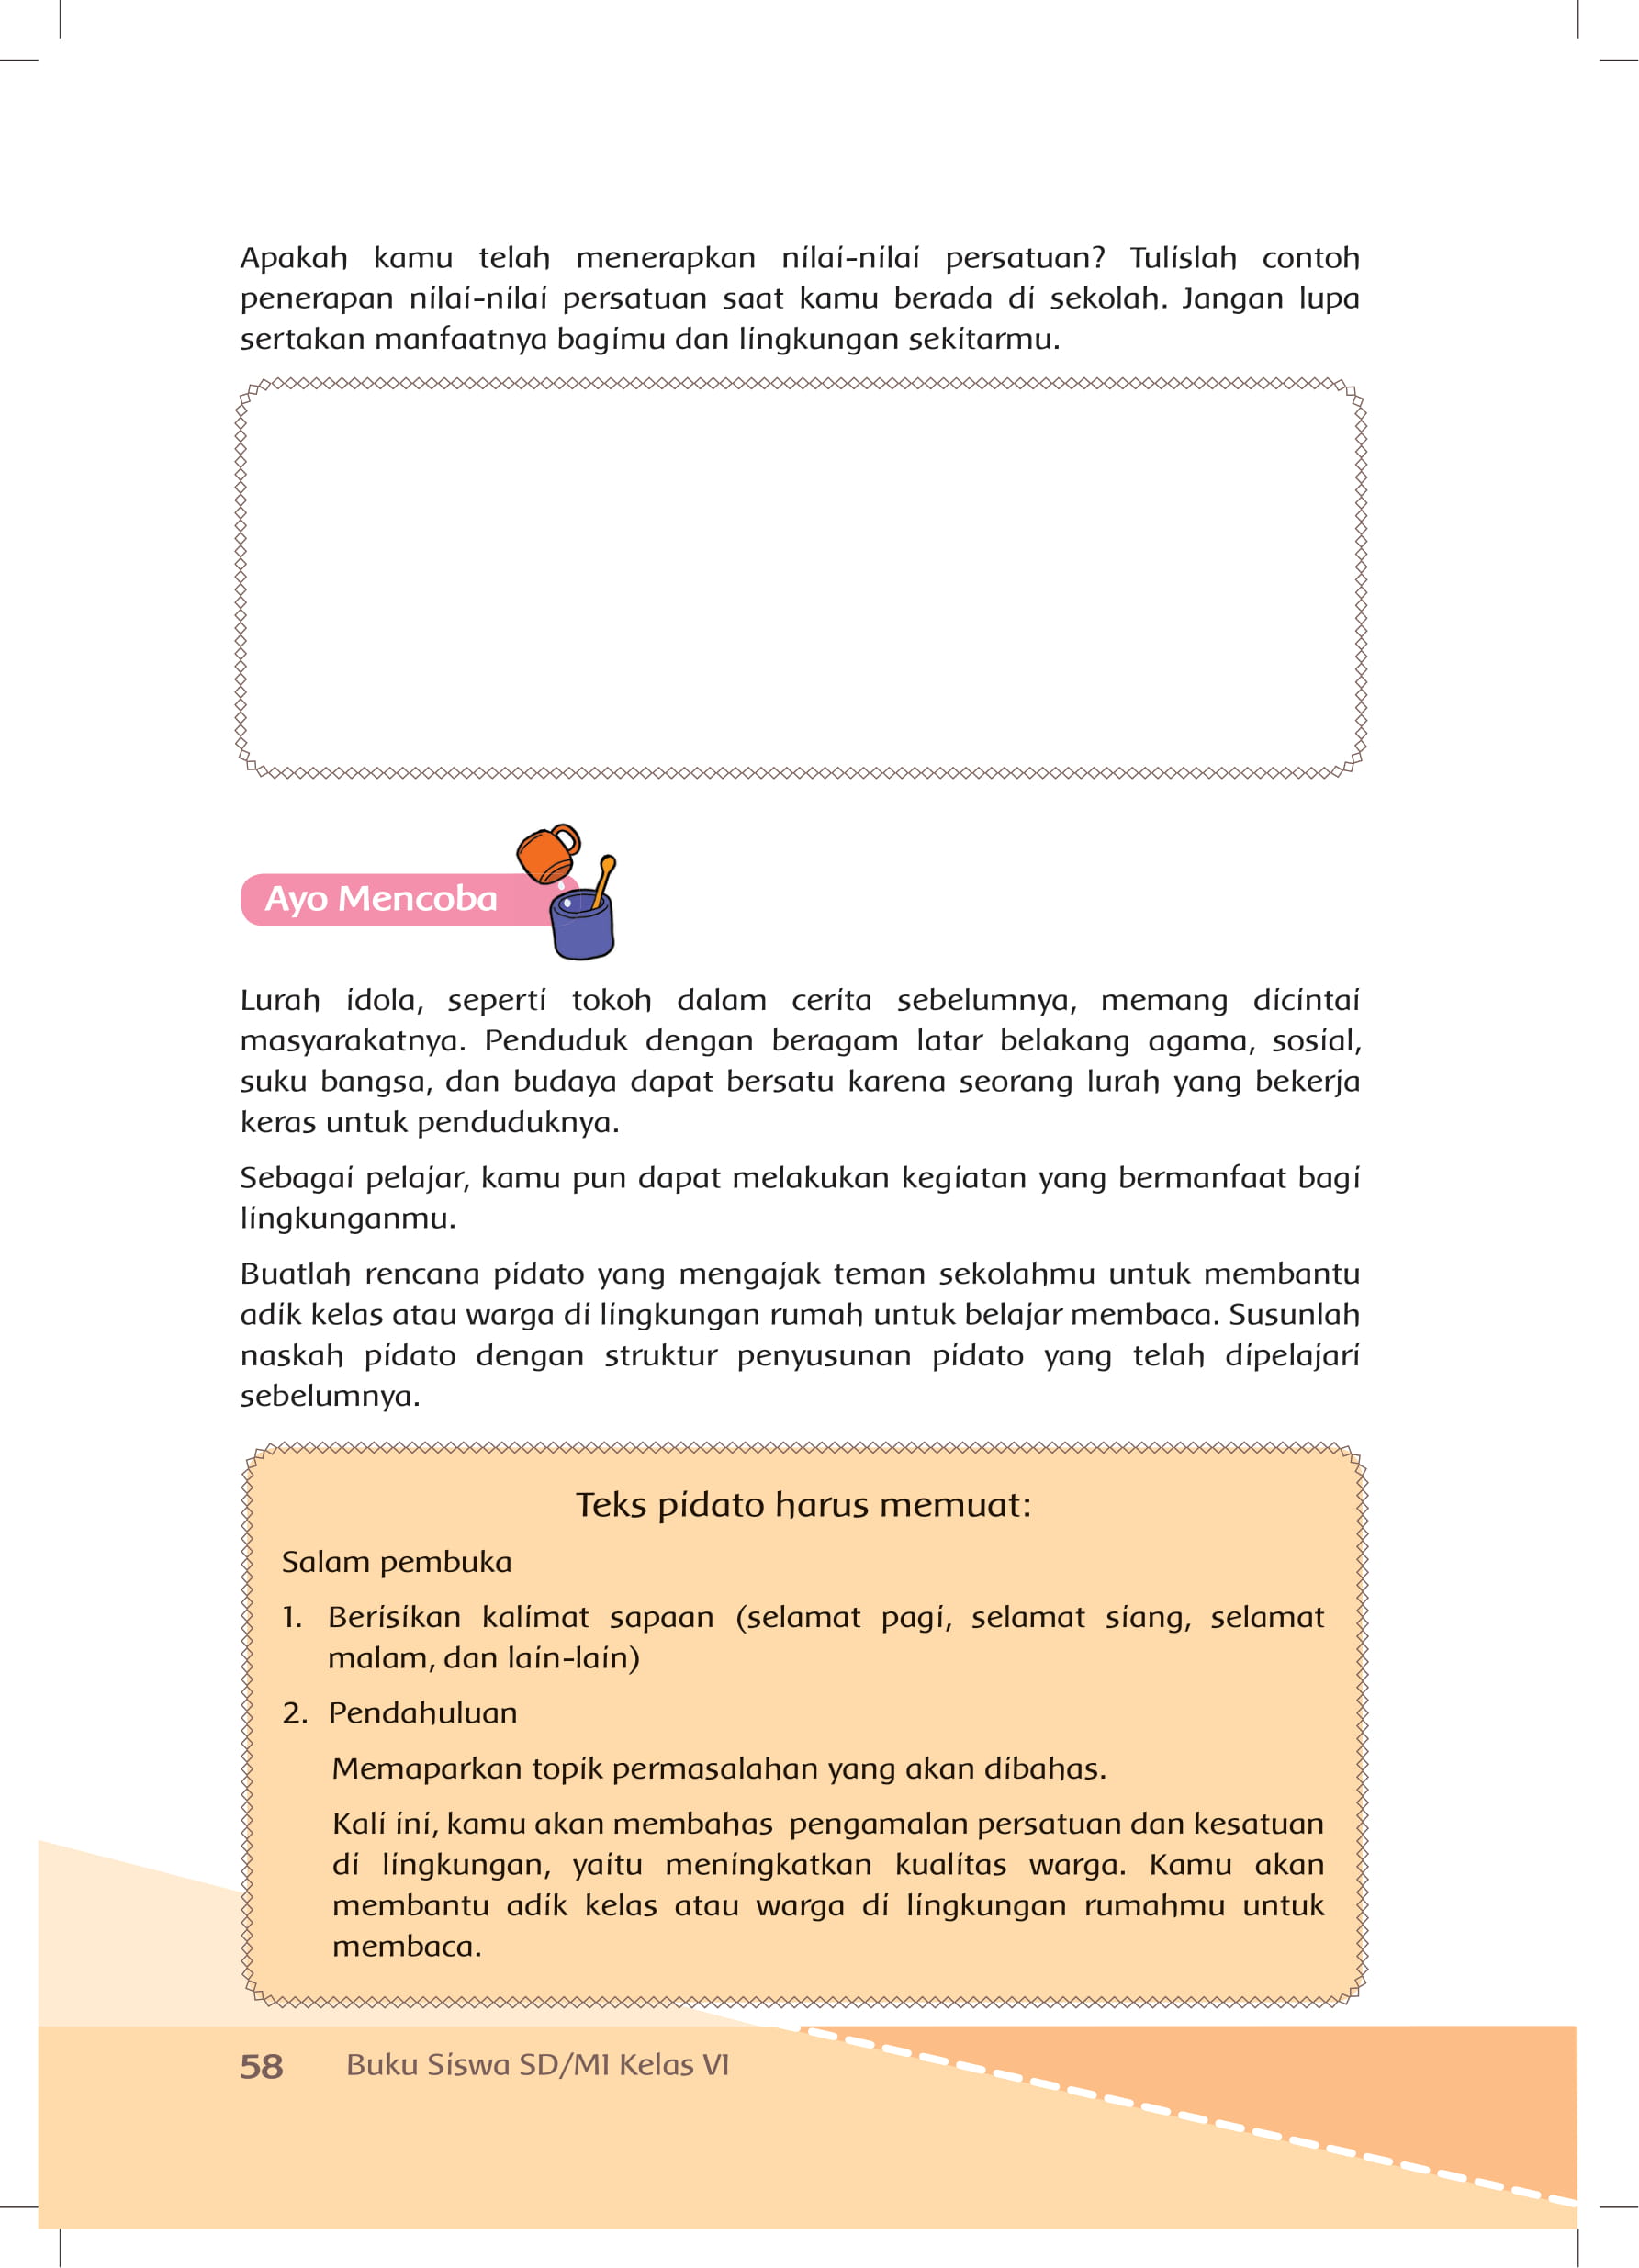 Apakah kamu telah menerapkan nilai-nilai persatuan? Tulislah contoh
penerapan nilai-nilai persatuan saat kamu berada di sekolah. Jangan lupa
sertakan manfaatnya bagimu dan lingkungan sekitarmu.
Ayo Mencoba
Lurah idola, seperti tokoh dalam cerita sebelumnya, memang dicintai
masyarakatnya. Penduduk dengan beragam latar belakang agama, sosial,
suku bangsa, dan budaya dapat bersatu karena seorang lurah yang bekerja
keras untuk penduduknya.
Sebagai pelajar, kamu pun dapat melakukan kegiatan yang bermanfaat bagi
lingkunganmu.
Buatlah rencana pidato yang mengajak teman sekolahmu untuk membantu
adik kelas atau warga di lingkungan rumah untuk belajar membaca. Susunlah
naskah pidato dengan struktur penyusunan pidato yang telah dipelajari
sebelumnya.
Teks pidato harus memuat:
Salam pembuka
1. Berisikan kalimat sapaan (selamat pagi, selamat siang, selamat
malam, dan lain-lain)
2. Pendahuluan
Memaparkan topik permasalahan yang akan dibahas.
Kali ini, kamu akan membahas pengamalan persatuan dan kesatuan
di lingkungan, yaitu meningkatkan kualitas warga. Kamu akan
membantu adik kelas atau warga di lingkungan rumahmu untuk
membaca.
58 Buku Siswa SD/MI Kelas VI